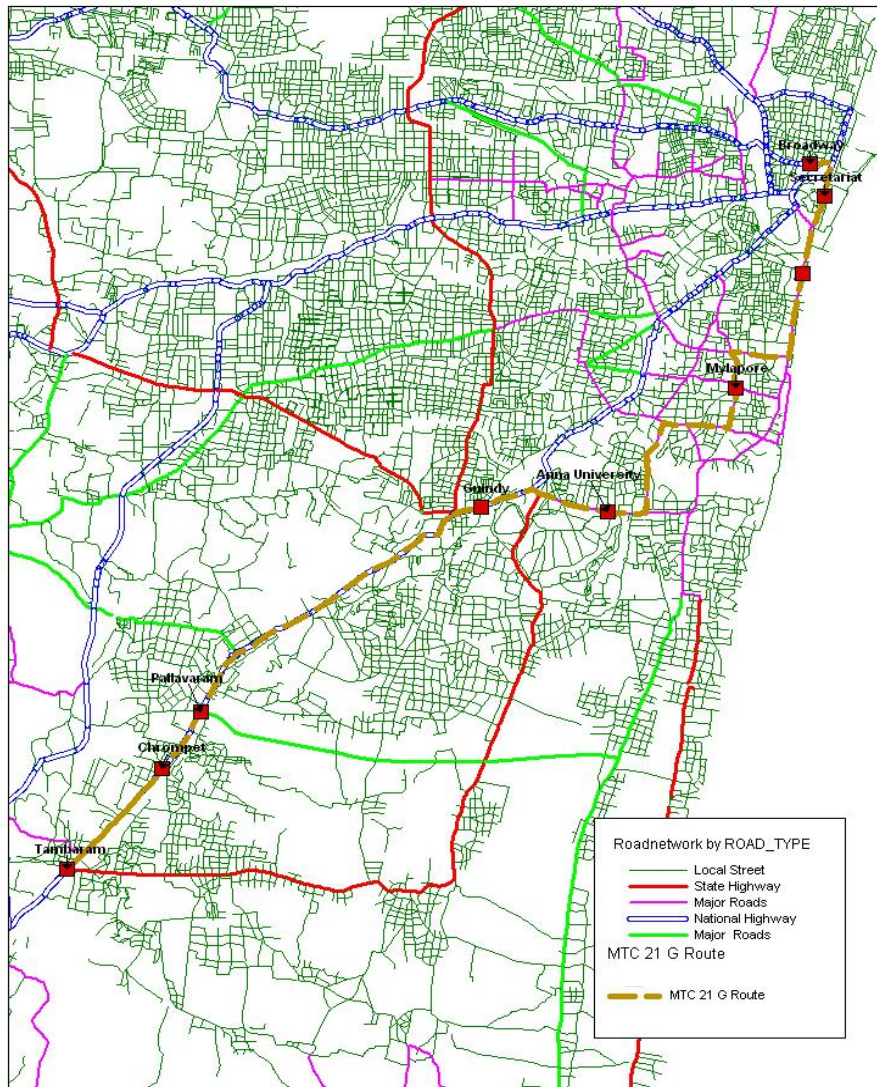 Broadway
Secretariat
Mylapore
Anna University
Guindy
Pallavaram
Chrompet
Tambaram
Roadnetwork by ROAD_TYPE
Local Street
State Highway
Major Roads
National Highway
Major Roads
MTC 21 G Route
MTC 21 G Route